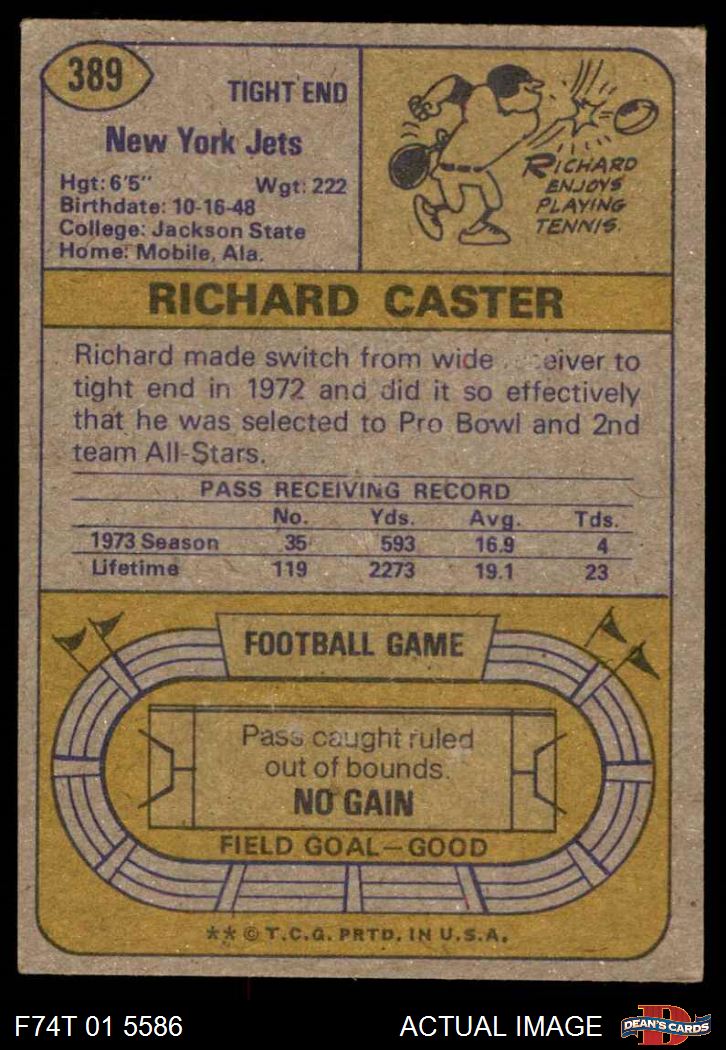 389
TIGHT END
New York Jets
Hgt: 6'5" Wgt: 222
Birthdate: 10-16-48
College: Jackson State
Home: Mobile, Ala.
RICHARD
ENJOYS
PLAYING
TENNIS.
RICHARD CASTER
Richard made switch from wide eiver to
tight end in 1972 and did it so effectively
that he was selected to Pro Bowl and 2nd
team All-Stars.
PASS RECEIVING RECORD
No. Yds. Avg. Tds.
1973 Season 35 593 16.9 4
Lifetime 119 2273 19.1 23
FOOTBALL GAME
Pass caught ruled
out of bounds.
NO GAIN
FIELD GOAL—GOOD
** © T.C.G. PRTD. IN U.S.A.
F74T 01 5586 ACTUAL IMAGE
D
DEAN'S CARDS